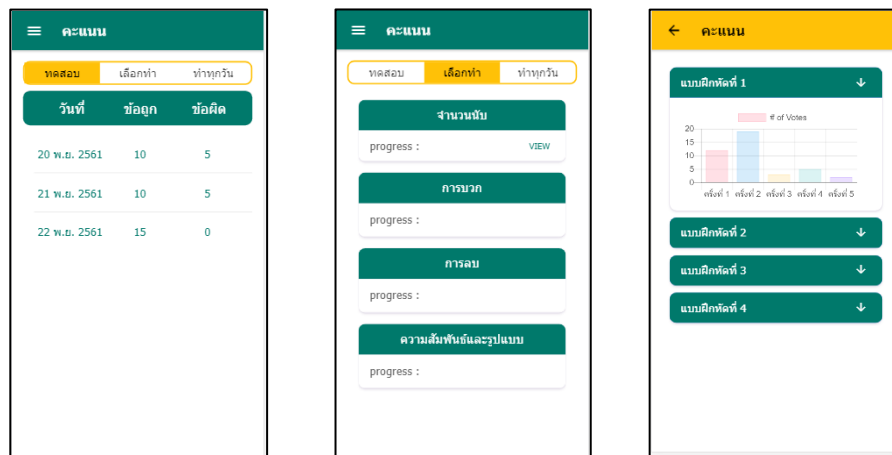 คะแนน
ทดสอบ เลือกทำ ทำทุกวัน
วันที่ ข้อถูก ข้อผิด
20 พ.ย. 2561 10 5
21 พ.ย. 2561 10 5
22 พ.ย. 2561 15 0
คะแนน
ทดสอบ เลือกทำ ทำทุกวัน
จำนวนนับ
progress : VIEW
การบวก
progress :
การลบ
progress :
ความสัมพันธ์และรูปแบบ
progress :
คะแนน
แบบฝึกหัดที่ 1
# of Votes
20
15
10
5
0
ครั้งที่ 1 ครั้งที่ 2 ครั้งที่ 3 ครั้งที่ 4 ครั้งที่ 5
แบบฝึกหัดที่ 2
แบบฝึกหัดที่ 3
แบบฝึกหัดที่ 4